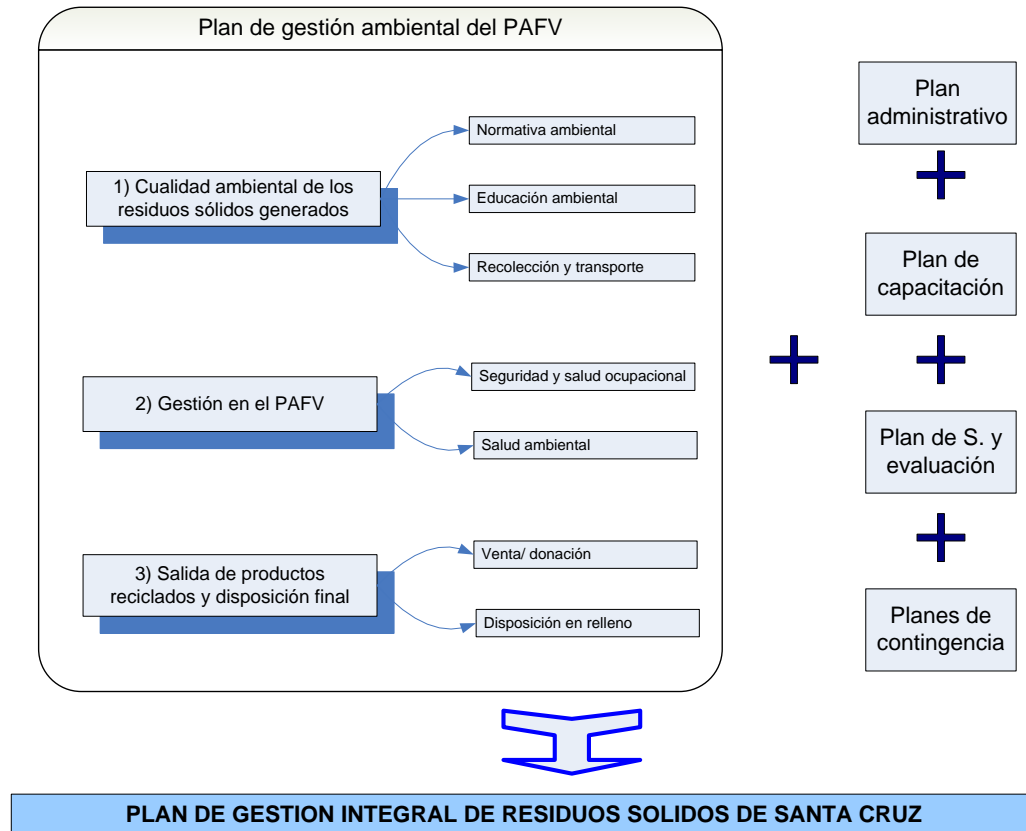 Plan de gestión ambiental del PAFV
1) Cualidad ambiental de los
residuos sólidos generados
Normativa ambiental
Educación ambiental
Recolección y transporte
2) Gestión en el PAFV
Seguridad y salud ocupacional
Salud ambiental
3) Salida de productos
reciclados y disposición final
Venta/ donación
Disposición en relleno
Plan
administrativo
Plan de
capacitación
Plan de S. y
evaluación
Planes de
contingencia
PLAN DE GESTION INTEGRAL DE RESIDUOS SOLIDOS DE SANTA CRUZ